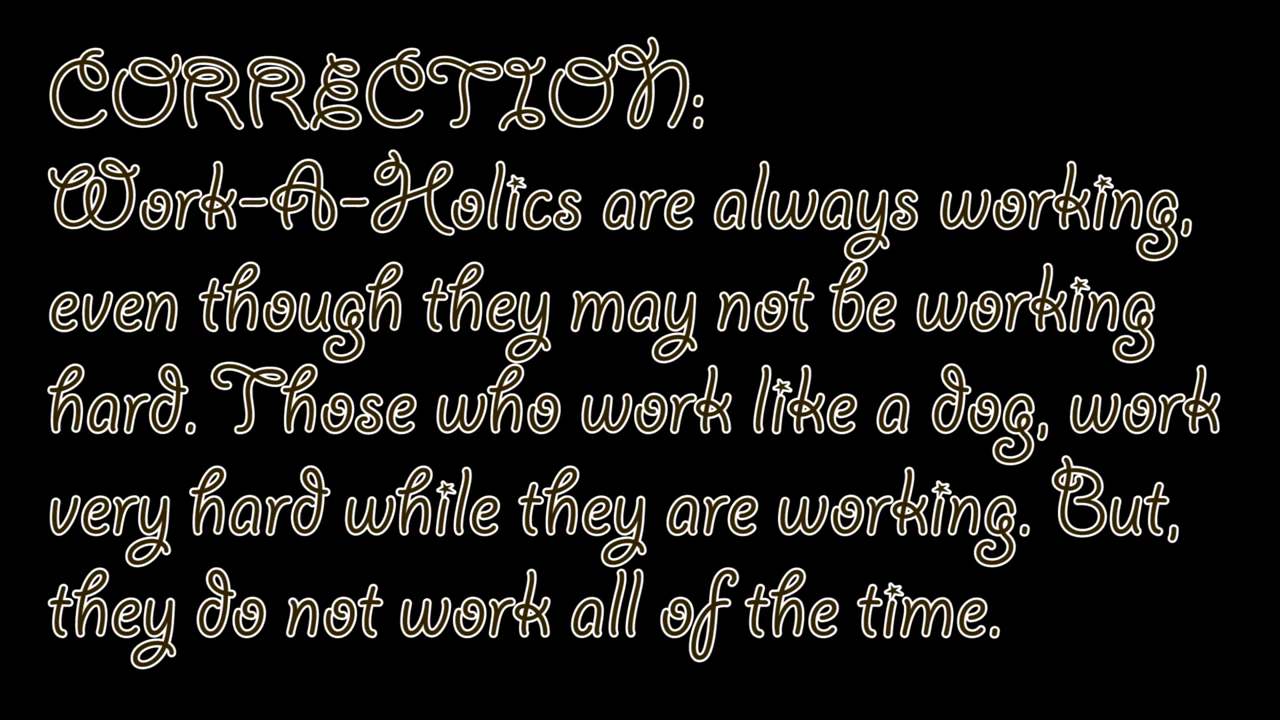 CORRECTION:
Work-A-Holics are always working,
even though they may not be working
hard. Those who work like a dog, work
very hard while they are working. But,
they do not work all of the time.